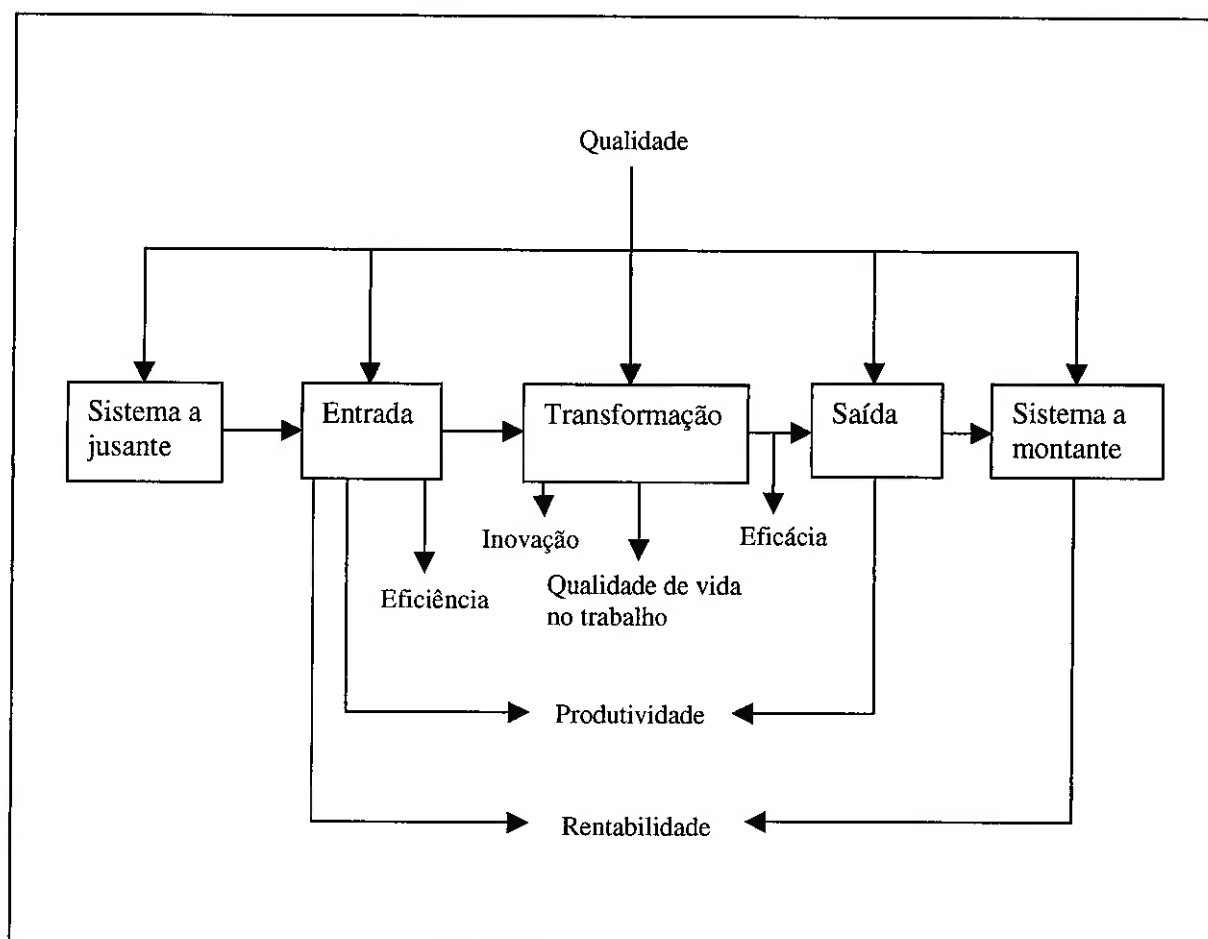 Qualidade
Sistema a
jusante
Entrada
Transformação
Saída
Sistema a
montante
Inovação
Eficácia
Eficiência
Qualidade de vida
no trabalho
Produtividade
Rentabilidade